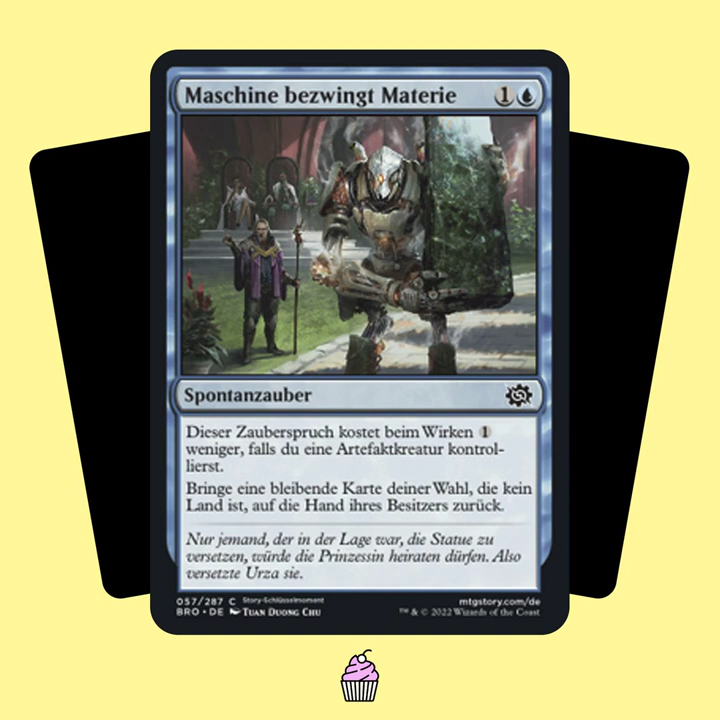 Maschine bezwingt Materie 1
Spontanzauber
Dieser Zauberspruch kostet beim Wirken 1
weniger, falls du eine Artefaktkreatur kontrol-
lierst.
Bringe eine bleibende Karte deiner Wahl, die kein
Land ist, auf die Hand ihres Besitzers zurück.
Nur jemand, der in der Lage war, die Statue zu
versetzen, würde die Prinzessin heiraten dürfen. Also
versetzte Urza sie.
057/287 C Story-Schlüsselmoment mtgstory.com/de
BRO • DE Tuan Duong Chu ™ & © 2022 Wizards of the Coast